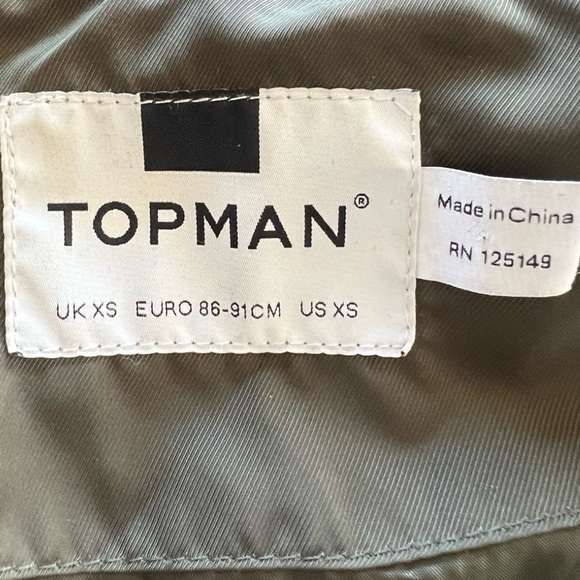 TOPMAN®
UK XS EURO 86-91CM US XS
Made in China
RN 125149